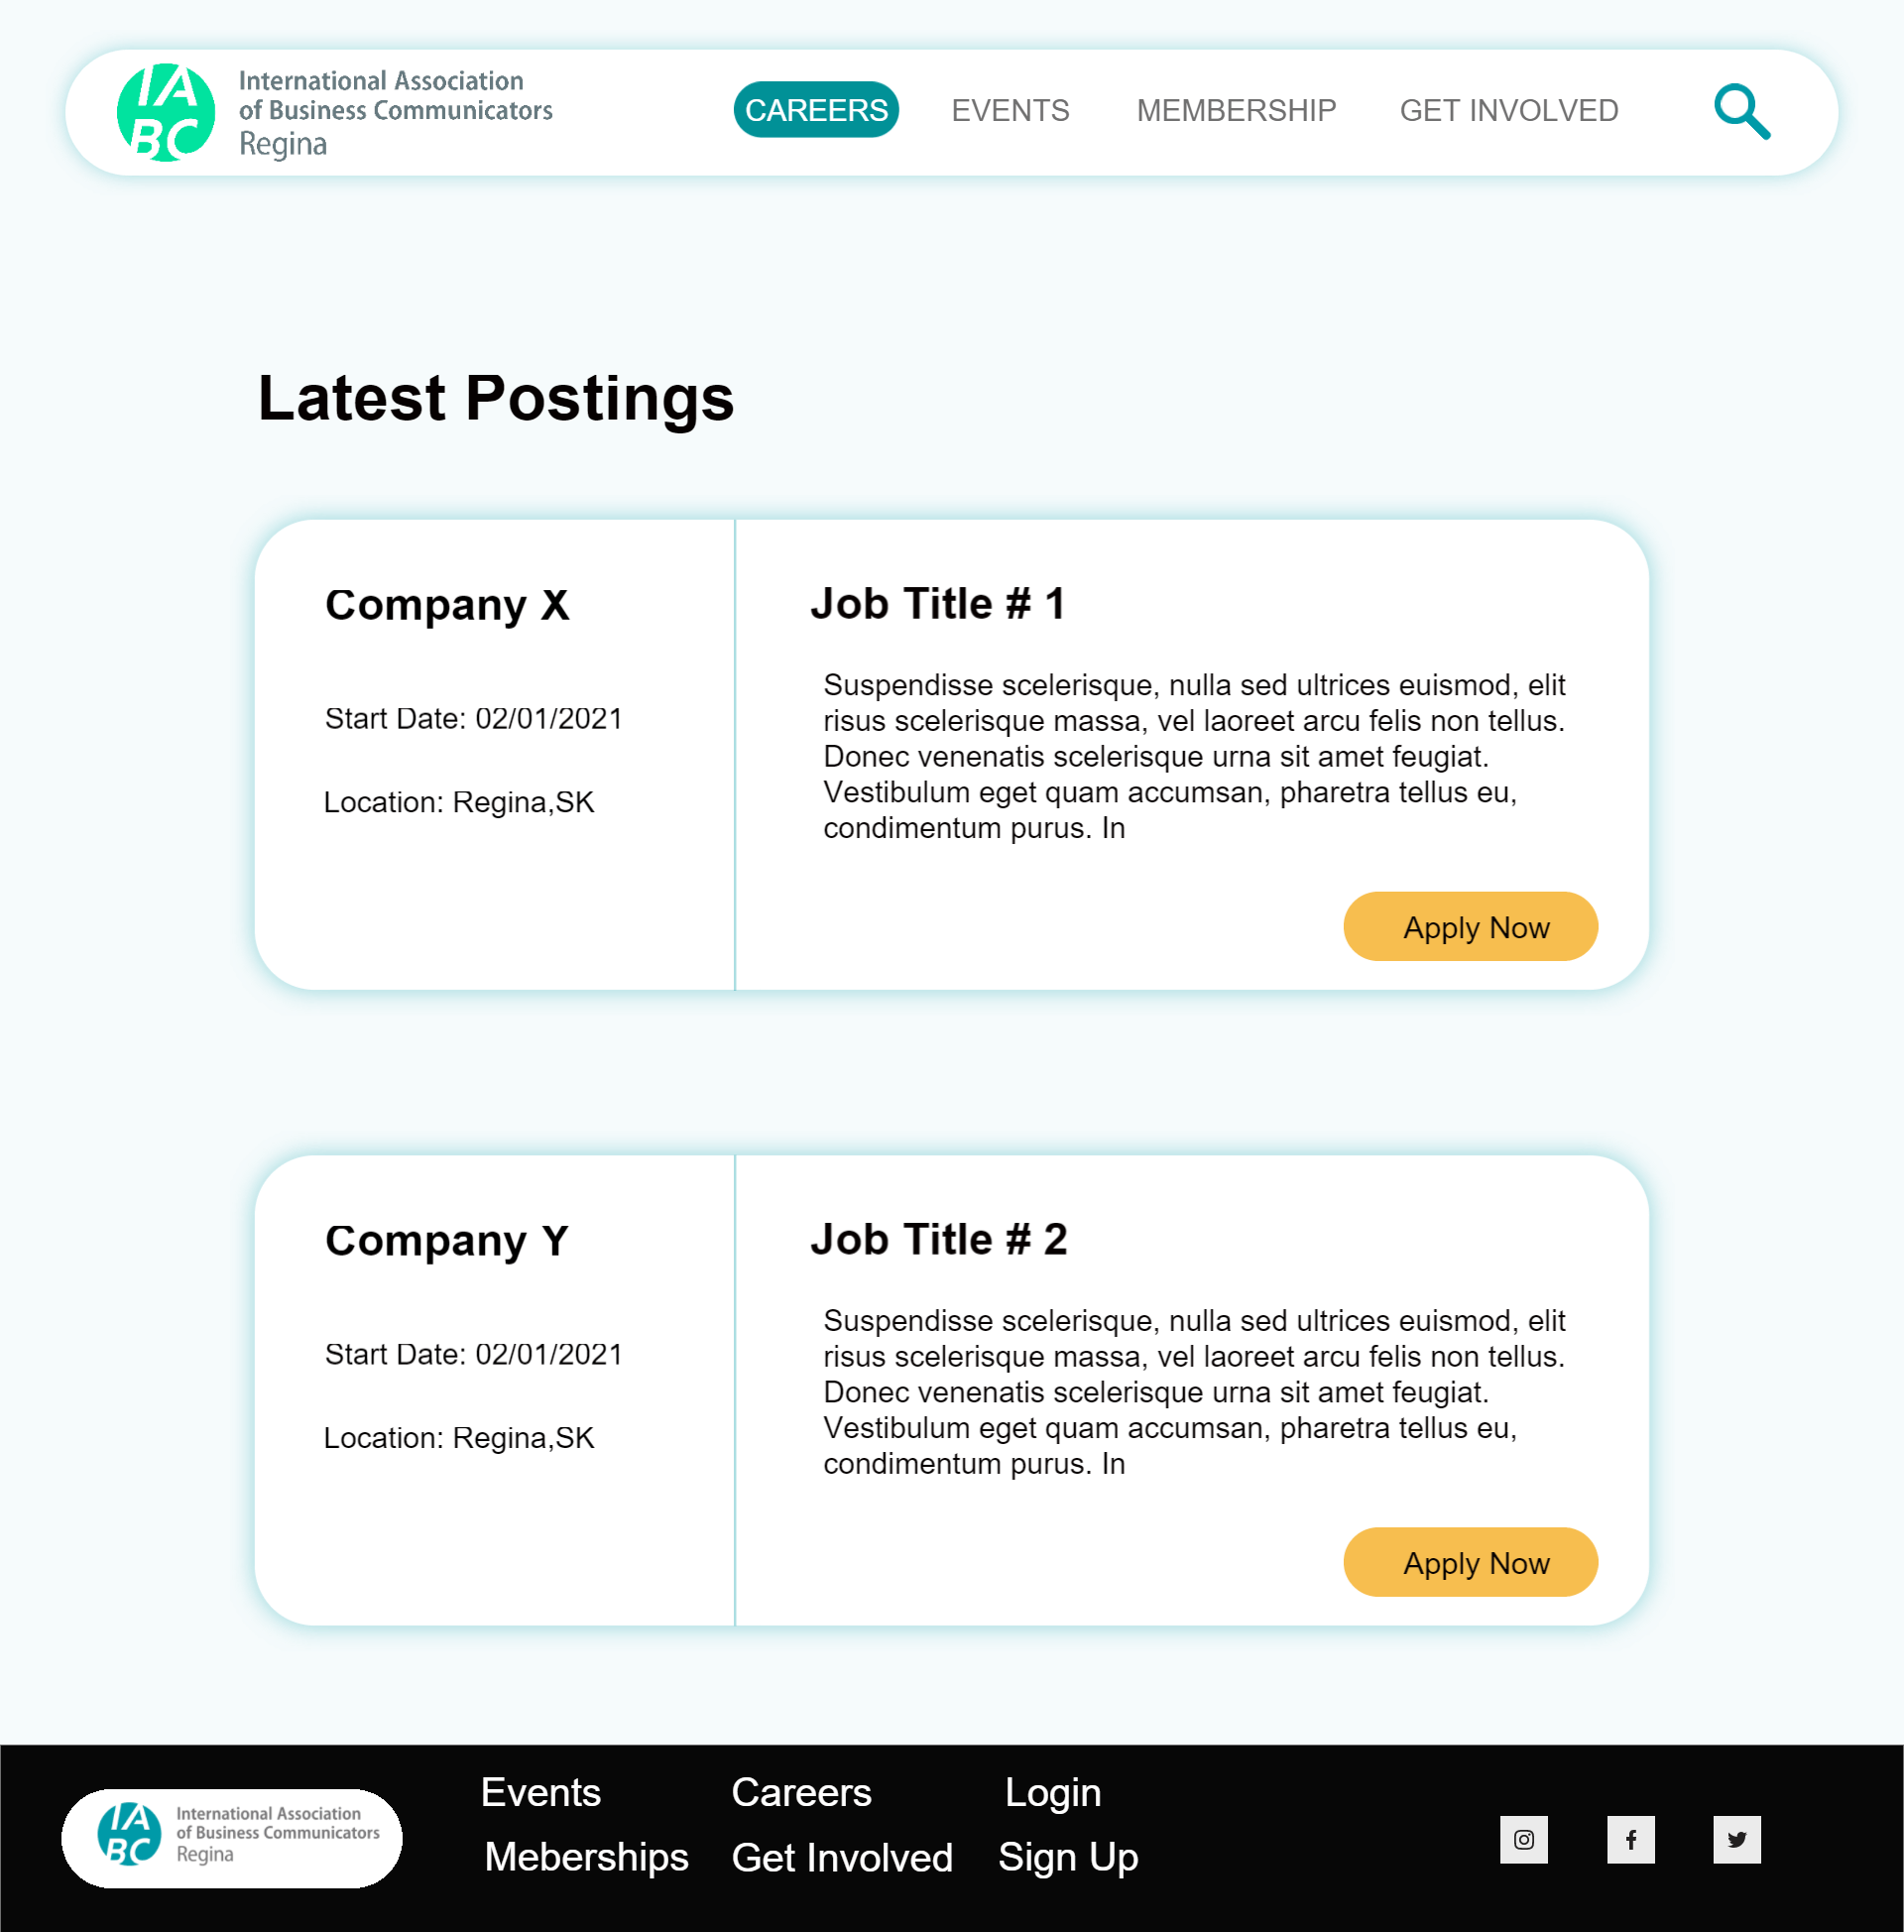 IA
BC
International Association
of Business Communicators
Regina
CAREERS
EVENTS
MEMBERSHIP
GET INVOLVED
Latest Postings
Company X
Start Date: 02/01/2021
Location: Regina,SK
Job Title # 1
Suspendisse scelerisque, nulla sed ultrices euismod, elit
risus scelerisque massa, vel laoreet arcu felis non tellus.
Donec venenatis scelerisque urna sit amet feugiat.
Vestibulum eget quam accumsan, pharetra tellus eu,
condimentum purus. In
Apply Now
Company Y
Start Date: 02/01/2021
Location: Regina,SK
Job Title # 2
Suspendisse scelerisque, nulla sed ultrices euismod, elit
risus scelerisque massa, vel laoreet arcu felis non tellus.
Donec venenatis scelerisque urna sit amet feugiat.
Vestibulum eget quam accumsan, pharetra tellus eu,
condimentum purus. In
Apply Now
IA
BC
International Association
of Business Communicators
Regina
Events
Careers
Login
Meberships
Get Involved
Sign Up